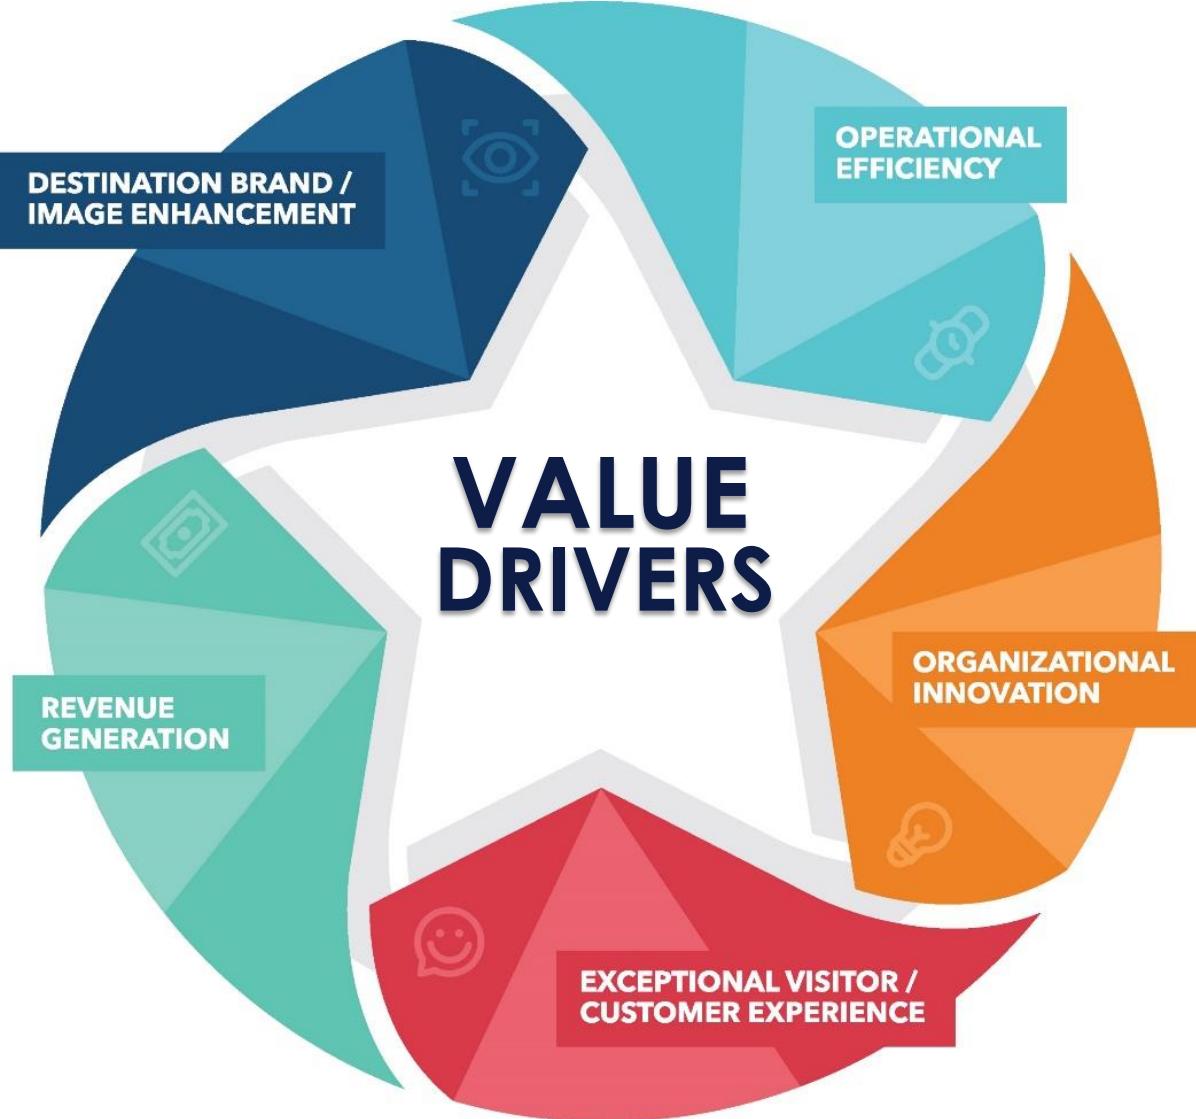 DESTINATION BRAND /
IMAGE ENHANCEMENT
OPERATIONAL
EFFICIENCY
VALUE
DRIVERS
ORGANIZATIONAL
INNOVATION
REVENUE
GENERATION
EXCEPTIONAL VISITOR /
CUSTOMER EXPERIENCE